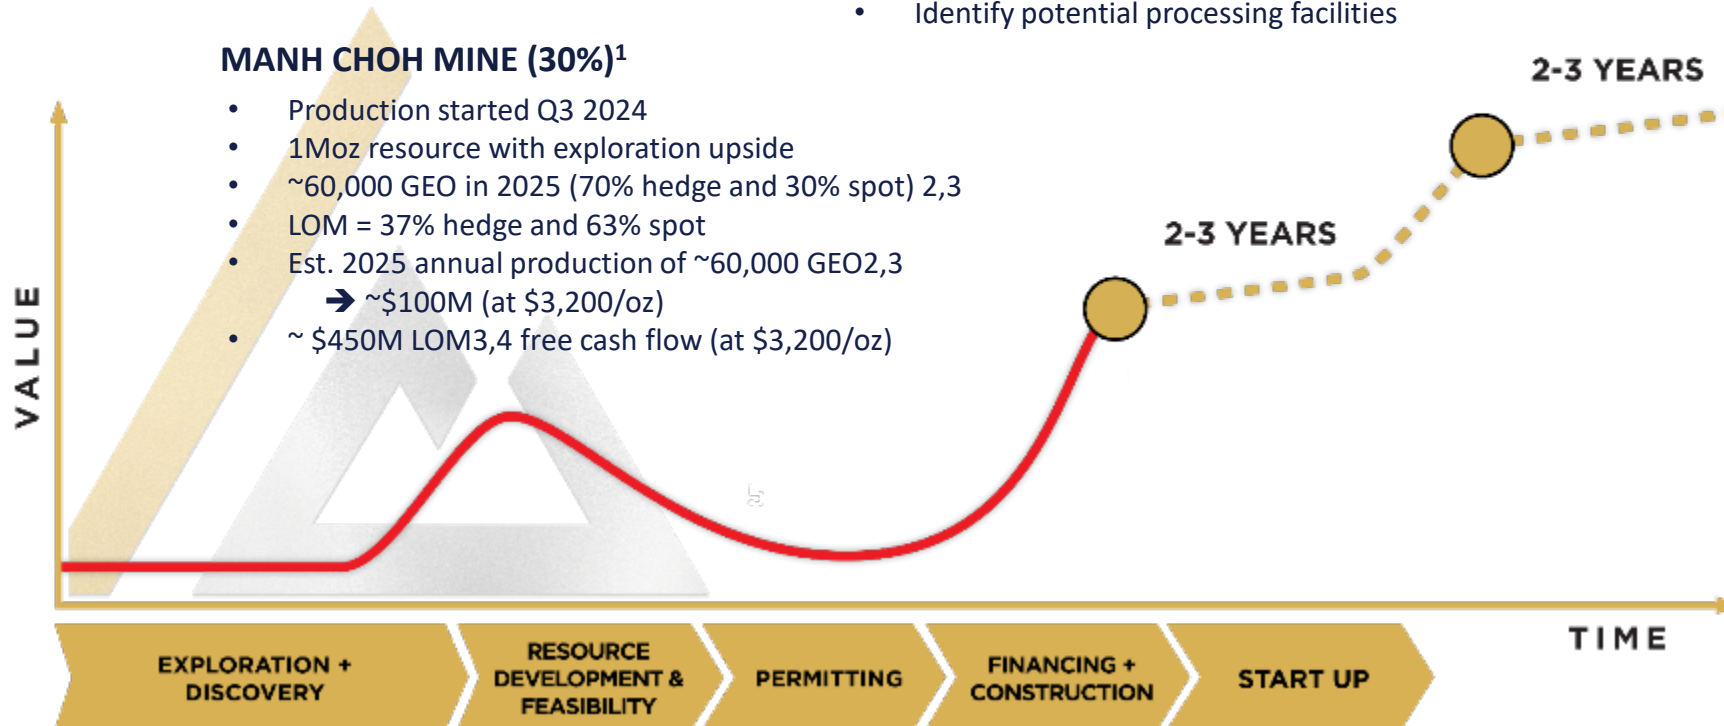 • Identify potential processing facilities
MANH CHOH MINE (30%)¹
• Production started Q3 2024
• 1Moz resource with exploration upside
• ~60,000 GEO in 2025 (70% hedge and 30% spot) 2,3
• LOM = 37% hedge and 63% spot
• Est. 2025 annual production of ~60,000 GEO2,3
➔ ~$100M (at $3,200/oz)
• ~ $450M LOM3,4 free cash flow (at $3,200/oz)
2-3 YEARS
2-3 YEARS
VALUE
TIME
EXPLORATION +
DISCOVERY
RESOURCE
DEVELOPMENT &
FEASIBILITY
PERMITTING
FINANCING +
CONSTRUCTION
START UP